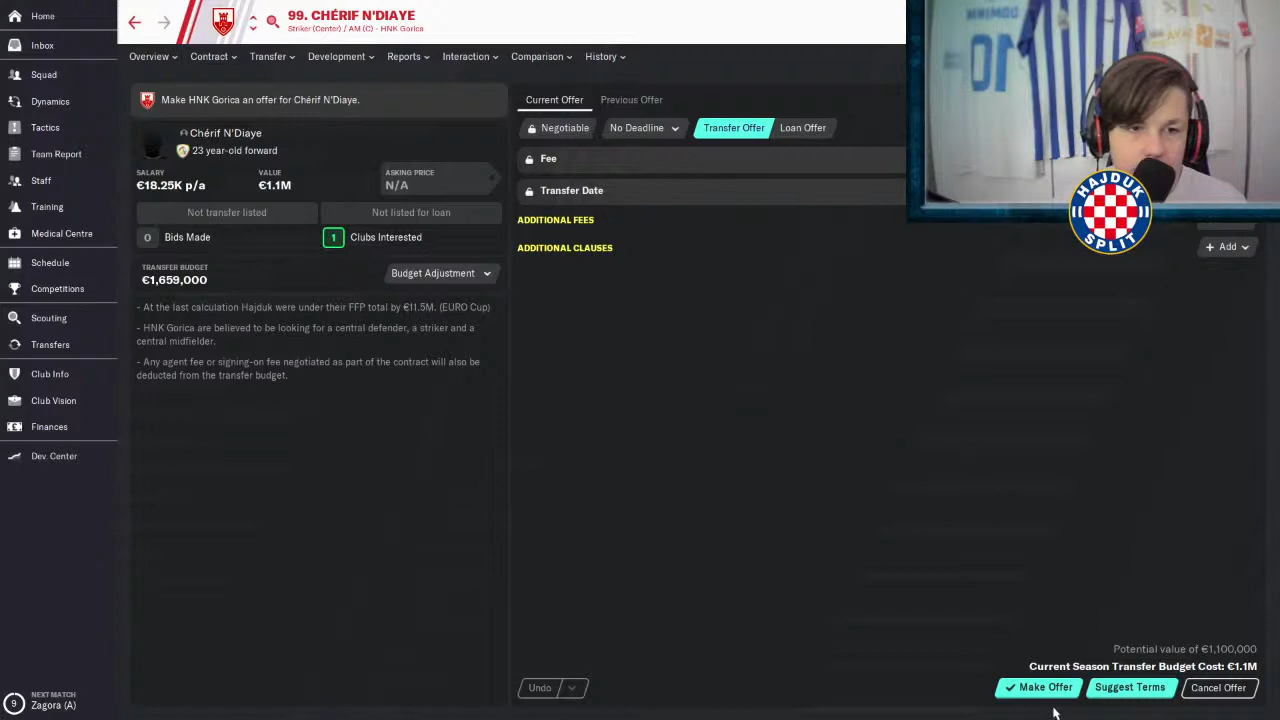 Home
Inbox
Squad
Dynamics
Tactics
Team Report
Staff
Training
Medical Centre
Schedule
Competitions
Scouting
Transfers
Club Info
Club Vision
Finances
Dev. Center
9 NEXT MATCH
Zagora (A)
99. CHÉRIF N'DIAYE
Striker (Center) / AM (C) - HNK Gorica
Overview Contract Transfer Development Reports Interaction Comparison History
Make HNK Gorica an offer for Chérif N'Diaye.
Chérif N'Diaye
23 year-old forward
SALARY VALUE ASKING PRICE
€18.25K p/a €1.1M N/A
Not transfer listed Not listed for loan
0 Bids Made 1 Clubs Interested
TRANSFER BUDGET
€1,659,000 Budget Adjustment
- At the last calculation Hajduk were under their FFP total by €11.5M. (EURO Cup)
- HNK Gorica are believed to be looking for a central defender, a striker and a
central midfielder.
- Any agent fee or signing-on fee negotiated as part of the contract will also be
deducted from the transfer budget.
Current Offer Previous Offer
Negotiable No Deadline Transfer Offer Loan Offer
Fee
Transfer Date
ADDITIONAL FEES
ADDITIONAL CLAUSES
+ Add
10
HAJDUK
SPLIT
Potential value of €1,100,000
Current Season Transfer Budget Cost: €1.1M
Undo Make Offer Suggest Terms Cancel Offer